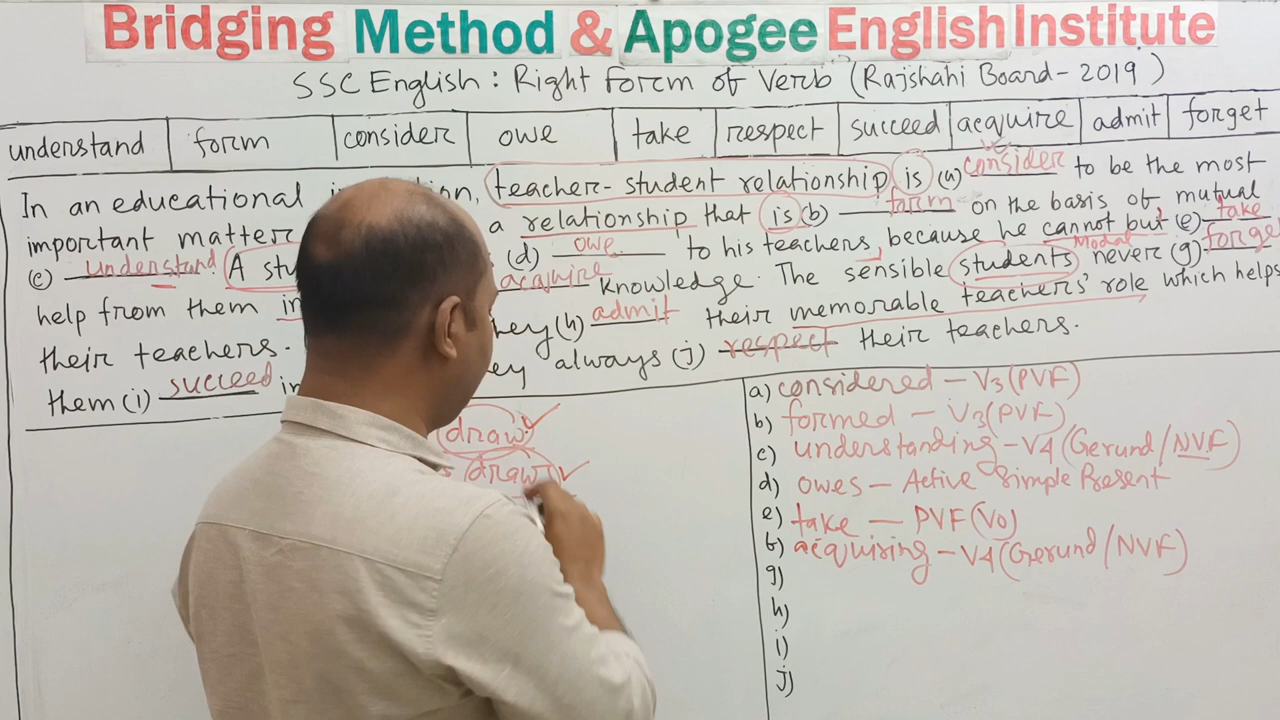 Bridging Method & Apogee English Institute
SSC English: Right Form of Verb (Rajshahi Board-2019)
understand form consider owe take respect succeed acquire admit forget
In an educational teacher-student relationship is (a) consider to be the most
important matter a relationship that is (b) form on the basis of mutual
(c) understand. A (d) owe to his teachers, because he cannot but (e) take
help from them in acquire knowledge. The sensible students Modal never (g) forget
their teachers. (h) admit their memorable teachers' role which helps
them (i) succeed in always (j) respect their teachers.
draw
draw
a) considered - V3 (PVF)
b) formed - V3 (PVF)
c) understanding - V4 (Gerund/NVF)
d) owes - Active Simple Present
e) take - PVF (V0)
f) acquiring - V4 (Gerund/NVF)
g)
h)
i)
j)